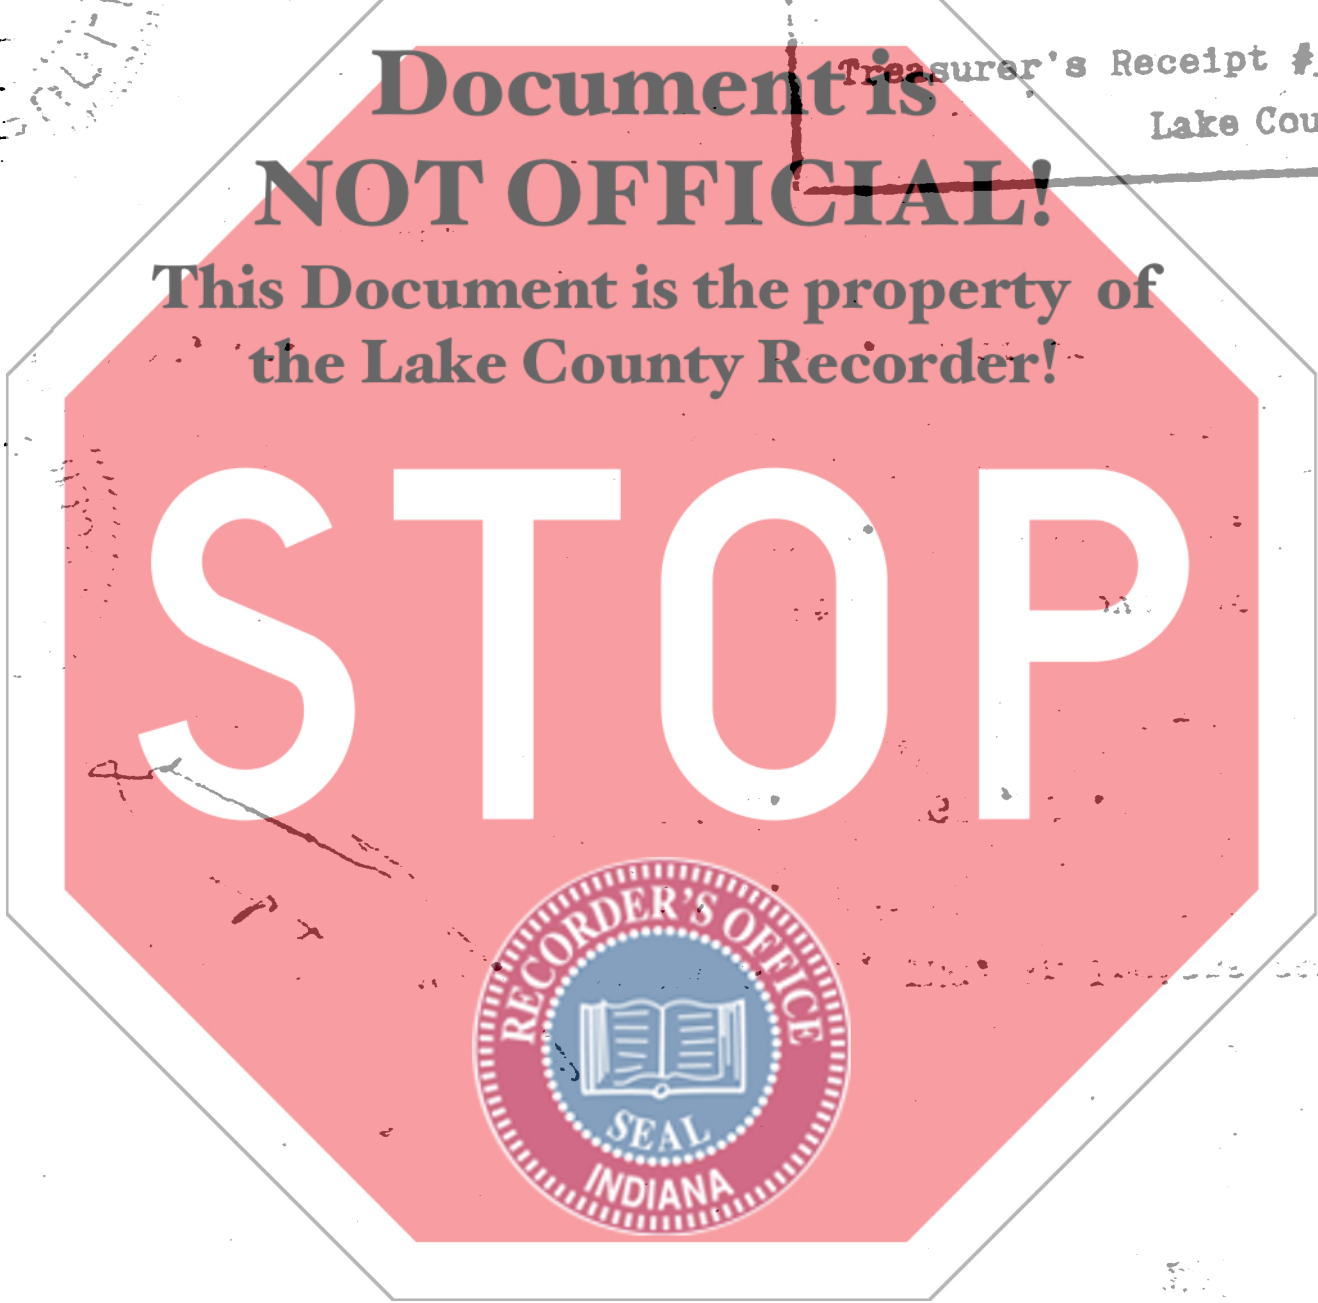 Document is
Treasurer's Receipt #
NOT OFFICIAL!
Lake Cou
This Document is the property of
the Lake County Recorder!
STOP
RECORDER'S OFFICE
SEAL
INDIANA